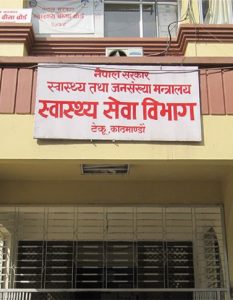 नेपाल सरकार
स्वास्थ्य तथा जनसंख्या मन्त्रालय
स्वास्थ्य सेवा विभाग
टेकू, काठमाण्डौ